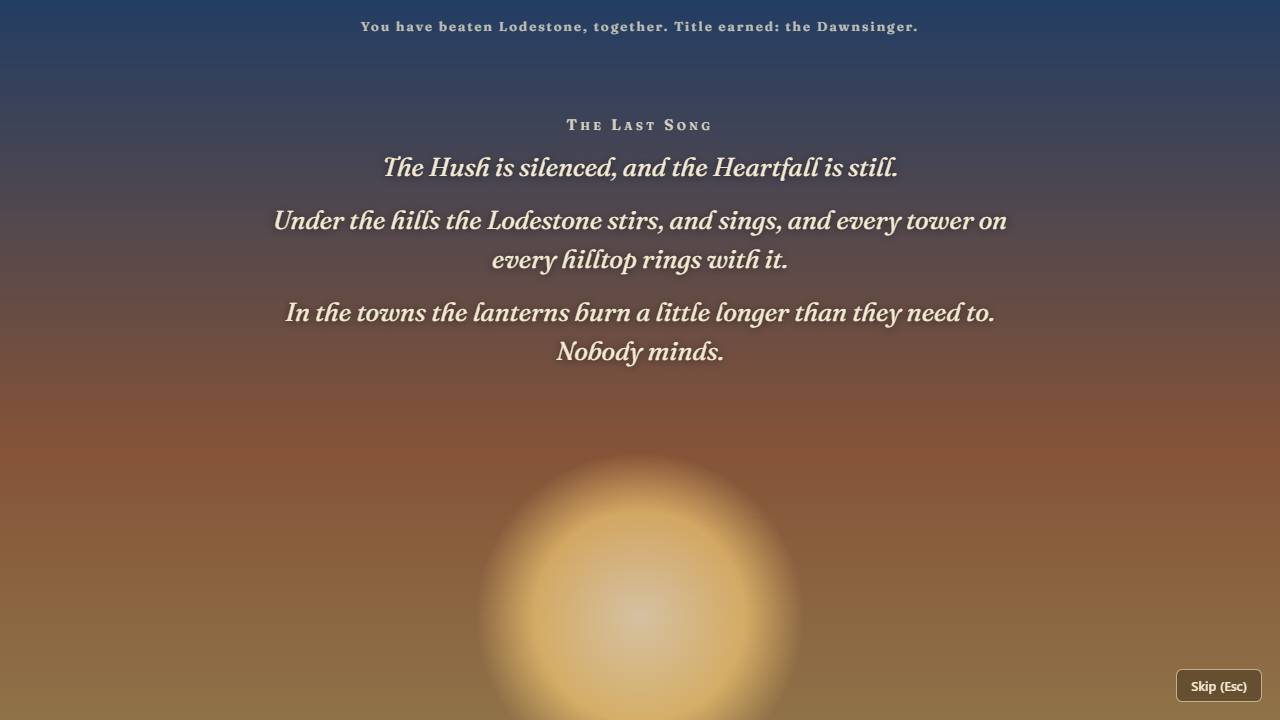 You have beaten Lodestone, together. Title earned: the Dawnsinger.
The Last Song
The Hush is silenced, and the Heartfall is still.
Under the hills the Lodestone stirs, and sings, and every tower on
every hilltop rings with it.
In the towns the lanterns burn a little longer than they need to.
Nobody minds.
Skip (Esc)